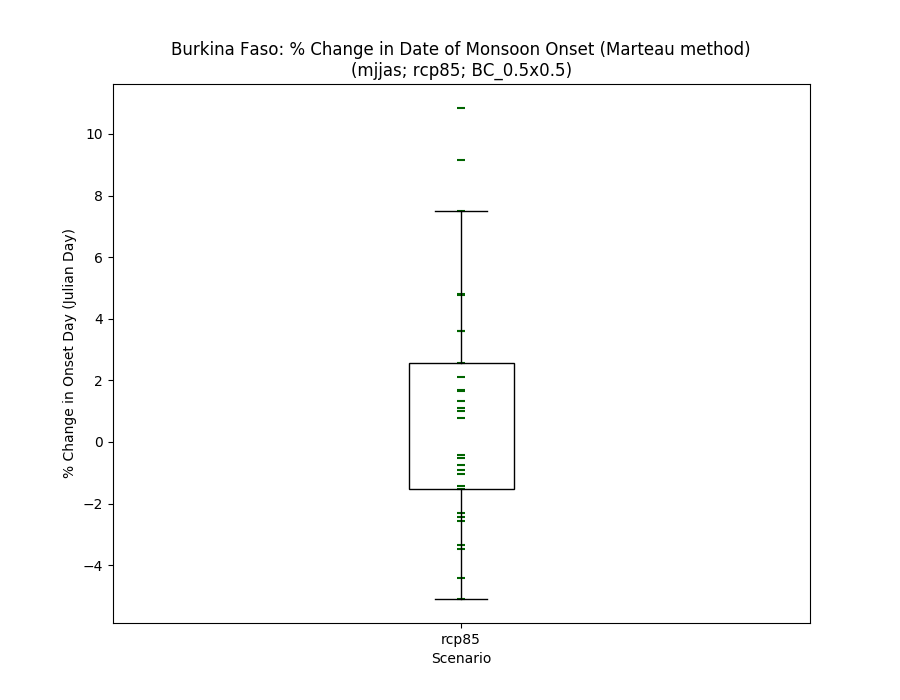 Burkina Faso: % Change in Date of Monsoon Onset (Marteau method)
(mjjas; rcp85; BC_0.5x0.5)
% Change in Onset Day (Julian Day)
10
8
6
4
2
0
−2
−4
rcp85
Scenario